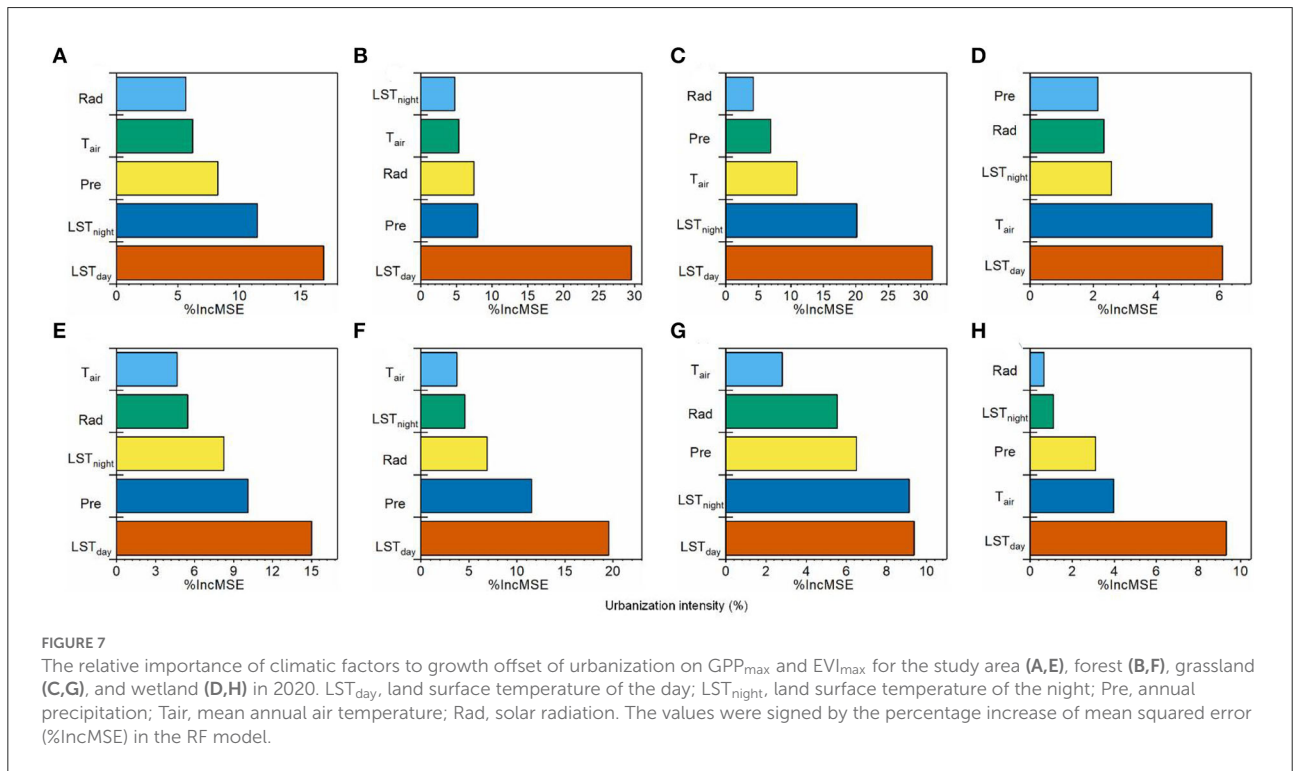 A
Rad
Tair
Pre
LSTnight
LSTday
0 5 10 15
%IncMSE
B
LSTnight
Tair
Rad
Pre
LSTday
0 5 10 15 20 25 30
%IncMSE
C
Rad
Pre
Tair
LSTnight
LSTday
0 5 10 15 20 25 30
%IncMSE
D
Pre
Rad
LSTnight
Tair
LSTday
0 2 4 6
%IncMSE
E
Tair
Rad
LSTnight
Pre
LSTday
0 3 6 9 12 15
%IncMSE
F
Tair
LSTnight
Rad
Pre
LSTday
0 5 10 15 20
%IncMSE
G
Tair
Rad
Pre
LSTnight
LSTday
0 2 4 6 8 10
%IncMSE
H
Rad
LSTnight
Pre
Tair
LSTday
0 2 4 6 8 10
%IncMSE
Urbanization intensity (%)
FIGURE 7
The relative importance of climatic factors to growth offset of urbanization on GPPmax and EVImax for the study area (A,E), forest (B,F), grassland
(C,G), and wetland (D,H) in 2020. LSTday, land surface temperature of the day; LSTnight, land surface temperature of the night; Pre, annual
precipitation; Tair, mean annual air temperature; Rad, solar radiation. The values were signed by the percentage increase of mean squared error
(%IncMSE) in the RF model.